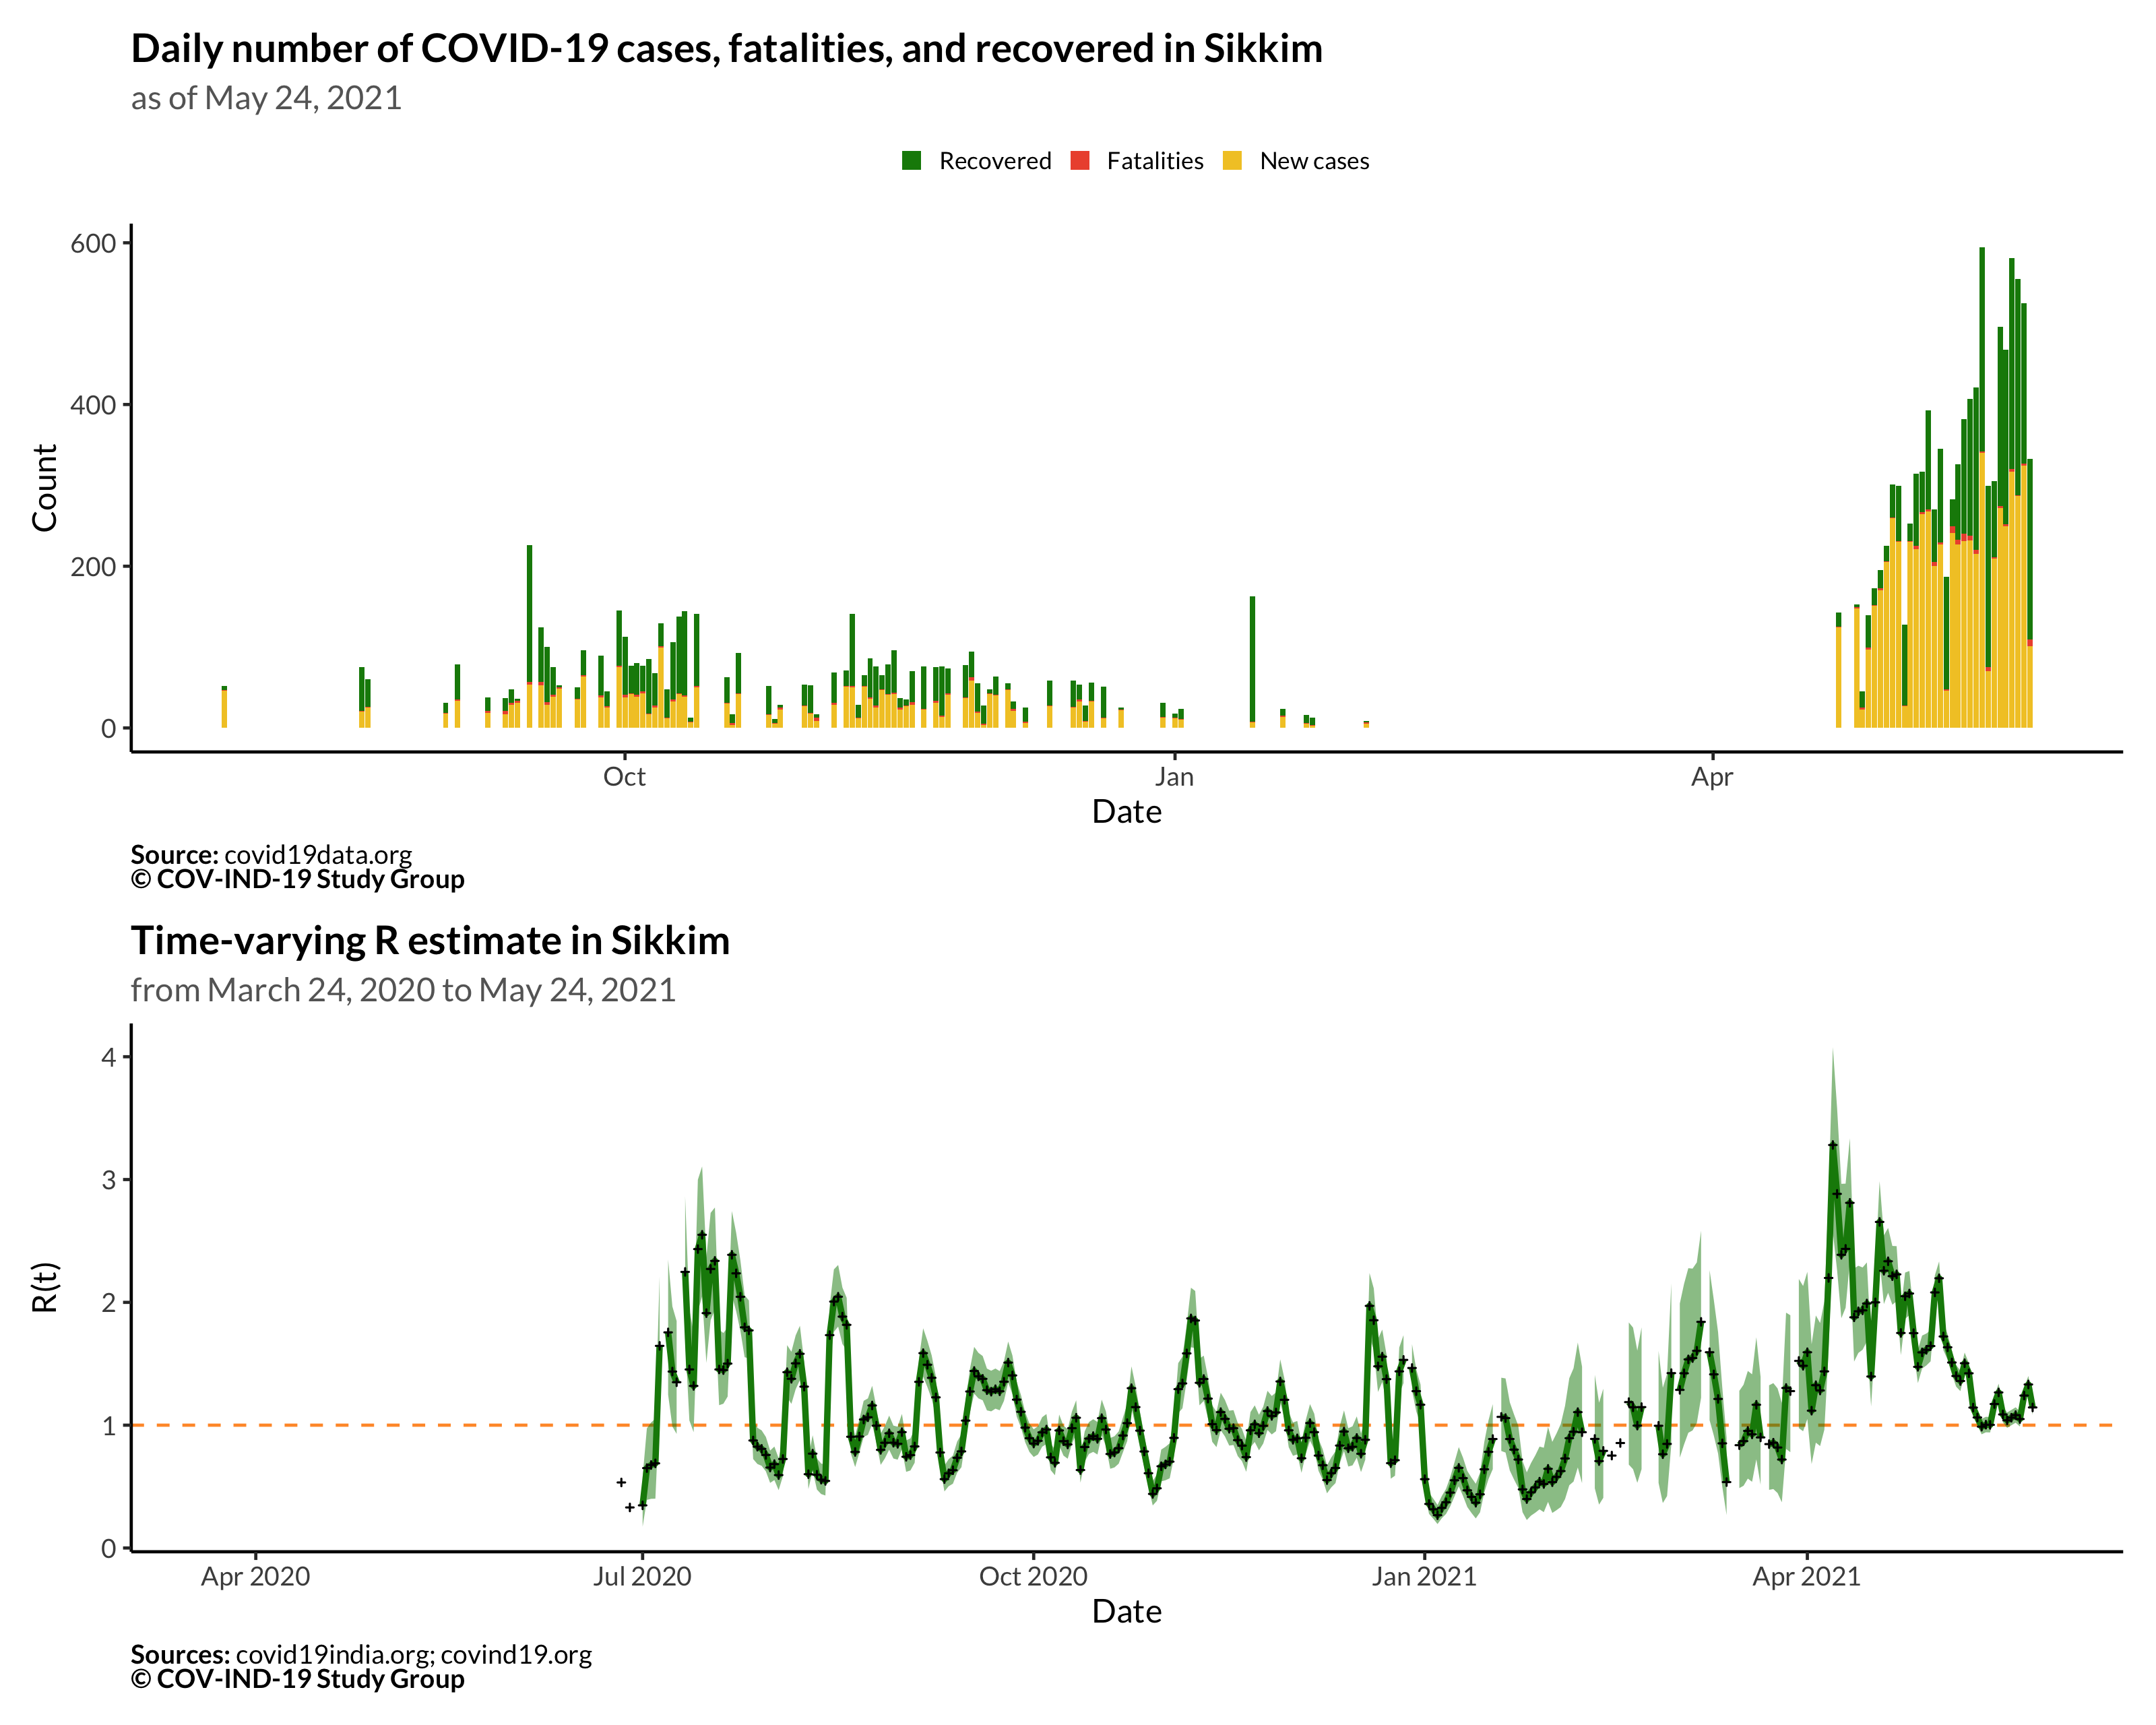 Daily number of COVID-19 cases, fatalities, and recovered in Sikkim
as of May 24, 2021
Recovered Fatalities New cases
600
400
200
0
Count
Oct Jan Apr
Date
Source: covid19data.org
© COV-IND-19 Study Group
Time-varying R estimate in Sikkim
from March 24, 2020 to May 24, 2021
4
3
2
1
0
R(t)
Apr 2020 Jul 2020 Oct 2020 Jan 2021 Apr 2021
Date
Sources: covid19india.org; covind19.org
© COV-IND-19 Study Group